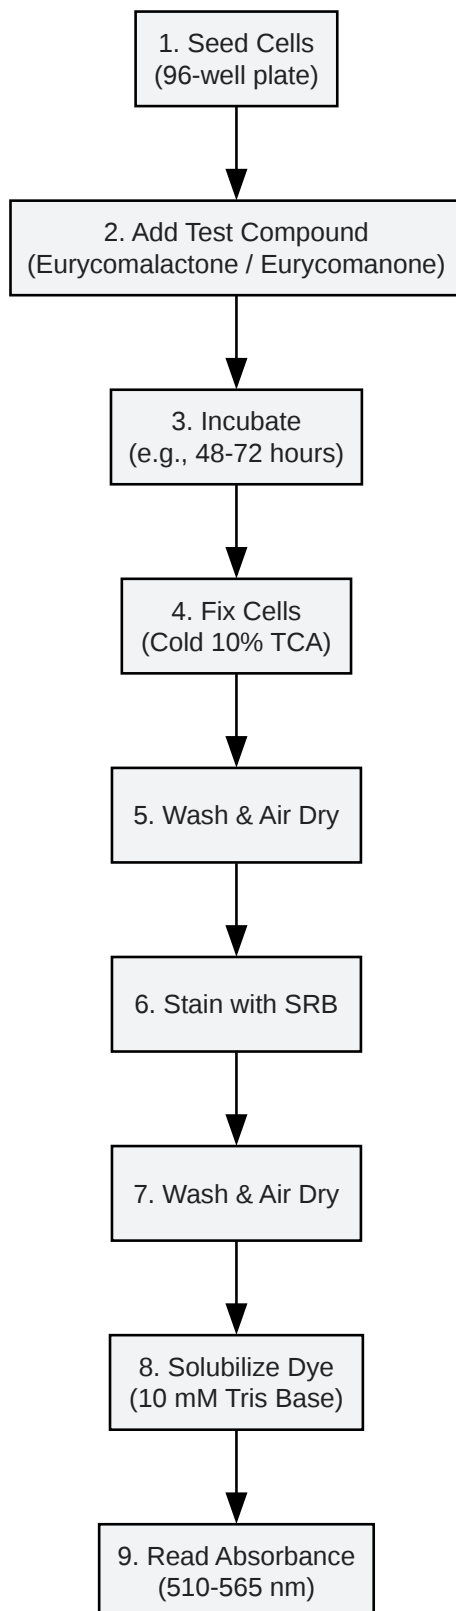 1. Seed Cells
(96-well plate)
2. Add Test Compound
(Eurycomalactone / Eurycomanone)
3. Incubate
(e.g., 48-72 hours)
4. Fix Cells
(Cold 10% TCA)
5. Wash & Air Dry
6. Stain with SRB
7. Wash & Air Dry
8. Solubilize Dye
(10 mM Tris Base)
9. Read Absorbance
(510-565 nm)